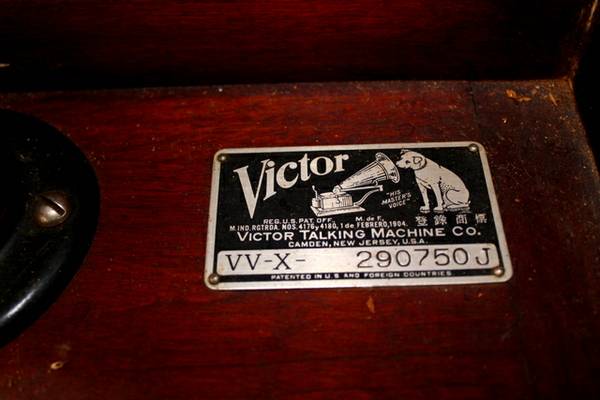 Victor
"HIS
MASTER'S
VOICE"
REG. U.S. PAT. OFF. M. de F.
M. IND. RGTRDA. NOS. 4176, 4180, 1 de FEBRERO, 1904. 登錄商標
VICTOR TALKING MACHINE CO.
CAMDEN, NEW JERSEY, U.S.A.
VV-X- 290750 J
PATENTED IN U.S. AND FOREIGN COUNTRIES